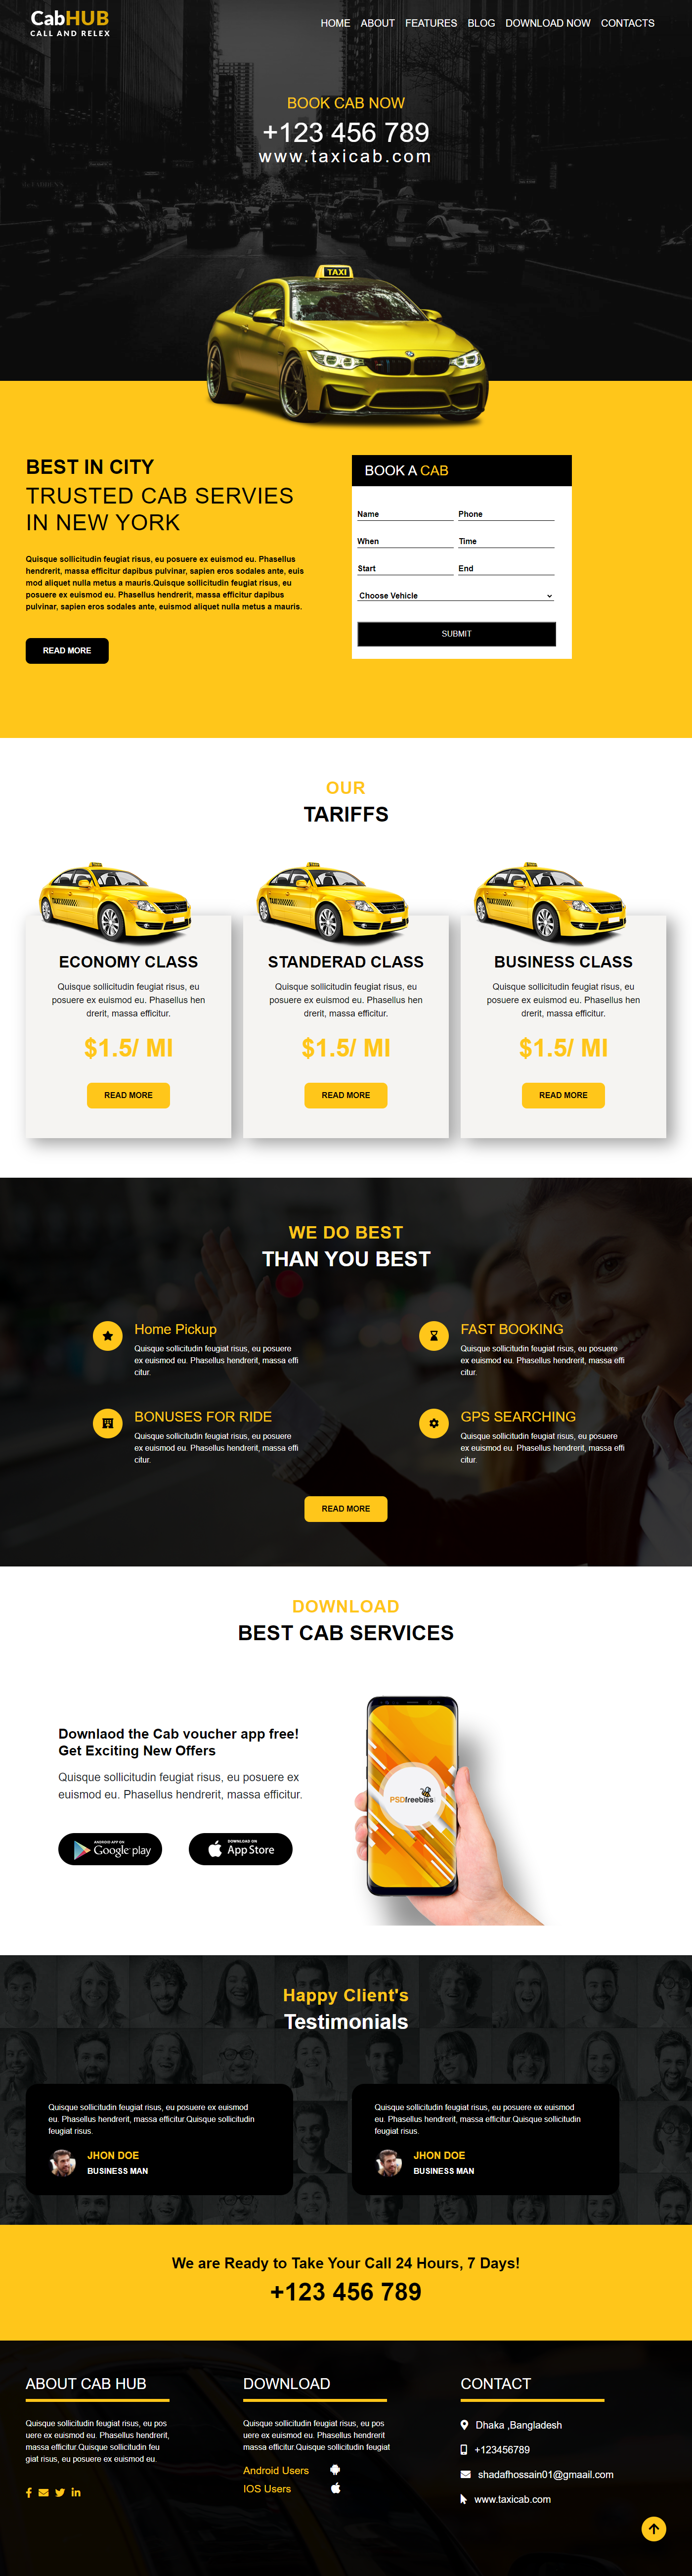 CabHUB
CALL AND RELEX
HOME ABOUT FEATURES BLOG DOWNLOAD NOW CONTACTS
BOOK CAB NOW
+123 456 789
www.taxicab.com
TAXI
BEST IN CITY
TRUSTED CAB SERVIES
IN NEW YORK
Quisque sollicitudin feugiat risus, eu posuere ex euismod eu. Phasellus
hendrerit, massa efficitur dapibus pulvinar, sapien eros sodales ante, euis
mod aliquet nulla metus a mauris.Quisque sollicitudin feugiat risus, eu
posuere ex euismod eu. Phasellus hendrerit, massa efficitur dapibus
pulvinar, sapien eros sodales ante, euismod aliquet nulla metus a mauris.
READ MORE
BOOK A CAB
Name Phone
When Time
Start End
Choose Vehicle
SUBMIT
OUR
TARIFFS
ECONOMY CLASS
Quisque sollicitudin feugiat risus, eu
posuere ex euismod eu. Phasellus hen
drerit, massa efficitur.
$1.5/ MI
READ MORE
STANDERAD CLASS
Quisque sollicitudin feugiat risus, eu
posuere ex euismod eu. Phasellus hen
drerit, massa efficitur.
$1.5/ MI
READ MORE
BUSINESS CLASS
Quisque sollicitudin feugiat risus, eu
posuere ex euismod eu. Phasellus hen
drerit, massa efficitur.
$1.5/ MI
READ MORE
WE DO BEST
THAN YOU BEST
Home Pickup
Quisque sollicitudin feugiat risus, eu posuere
ex euismod eu. Phasellus hendrerit, massa effi
citur.
FAST BOOKING
Quisque sollicitudin feugiat risus, eu posuere
ex euismod eu. Phasellus hendrerit, massa effi
citur.
BONUSES FOR RIDE
Quisque sollicitudin feugiat risus, eu posuere
ex euismod eu. Phasellus hendrerit, massa effi
citur.
GPS SEARCHING
Quisque sollicitudin feugiat risus, eu posuere
ex euismod eu. Phasellus hendrerit, massa effi
citur.
READ MORE
DOWNLOAD
BEST CAB SERVICES
Downlaod the Cab voucher app free!
Get Exciting New Offers
Quisque sollicitudin feugiat risus, eu posuere ex
euismod eu. Phasellus hendrerit, massa efficitur.
ANDROID APP ON
Google play
DOWNLOAD ON
App Store
PSDfreebies
Happy Client's
Testimonials
Quisque sollicitudin feugiat risus, eu posuere ex euismod
eu. Phasellus hendrerit, massa efficitur.Quisque sollicitudin
feugiat risus.
JHON DOE
BUSINESS MAN
Quisque sollicitudin feugiat risus, eu posuere ex euismod
eu. Phasellus hendrerit, massa efficitur.Quisque sollicitudin
feugiat risus.
JHON DOE
BUSINESS MAN
We are Ready to Take Your Call 24 Hours, 7 Days!
+123 456 789
ABOUT CAB HUB
Quisque sollicitudin feugiat risus, eu pos
uere ex euismod eu. Phasellus hendrerit,
massa efficitur.Quisque sollicitudin feu
giat risus, eu posuere ex euismod eu.
DOWNLOAD
Quisque sollicitudin feugiat risus, eu pos
uere ex euismod eu. Phasellus hendrerit
massa efficitur.Quisque sollicitudin feugiat
Android Users
IOS Users
CONTACT
Dhaka ,Bangladesh
+123456789
shadafhossain01@gmaail.com
www.taxicab.com